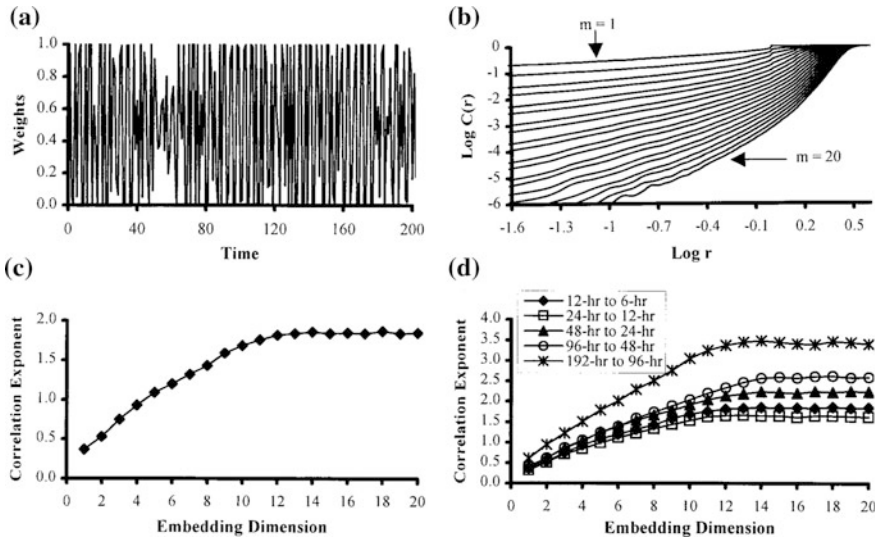 (a)
1.0
0.8
0.6
0.4
0.2
0.0
Weights
0 40 80 120 160 200
Time
(b)
m = 1
0
-1
-2
-3
-4
-5
-6
Log C(r)
m = 20
-1.6 -1.3 -1 -0.7 -0.4 -0.1 0.2 0.5
Log r
(c)
2.0
1.5
1.0
0.5
0.0
Correlation Exponent
0 2 4 6 8 10 12 14 16 18 20
Embedding Dimension
(d)
12-hr to 6-hr
24-hr to 12-hr
48-hr to 24-hr
96-hr to 48-hr
192-hr to 96-hr
4.0
3.5
3.0
2.5
2.0
1.5
1.0
0.5
0.0
Correlation Exponent
0 2 4 6 8 10 12 14 16 18 20
Embedding Dimension